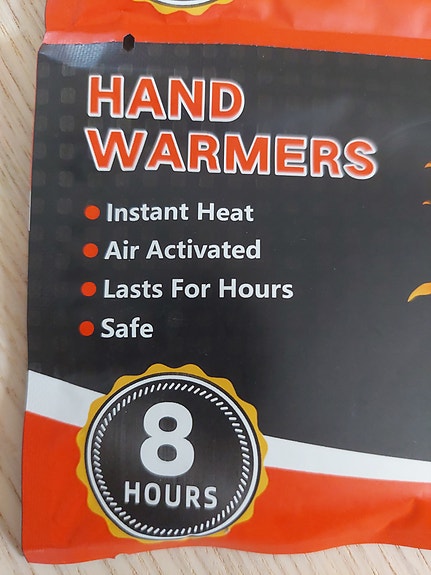 HAND
WARMERS
Instant Heat
Air Activated
Lasts For Hours
Safe
8
HOURS